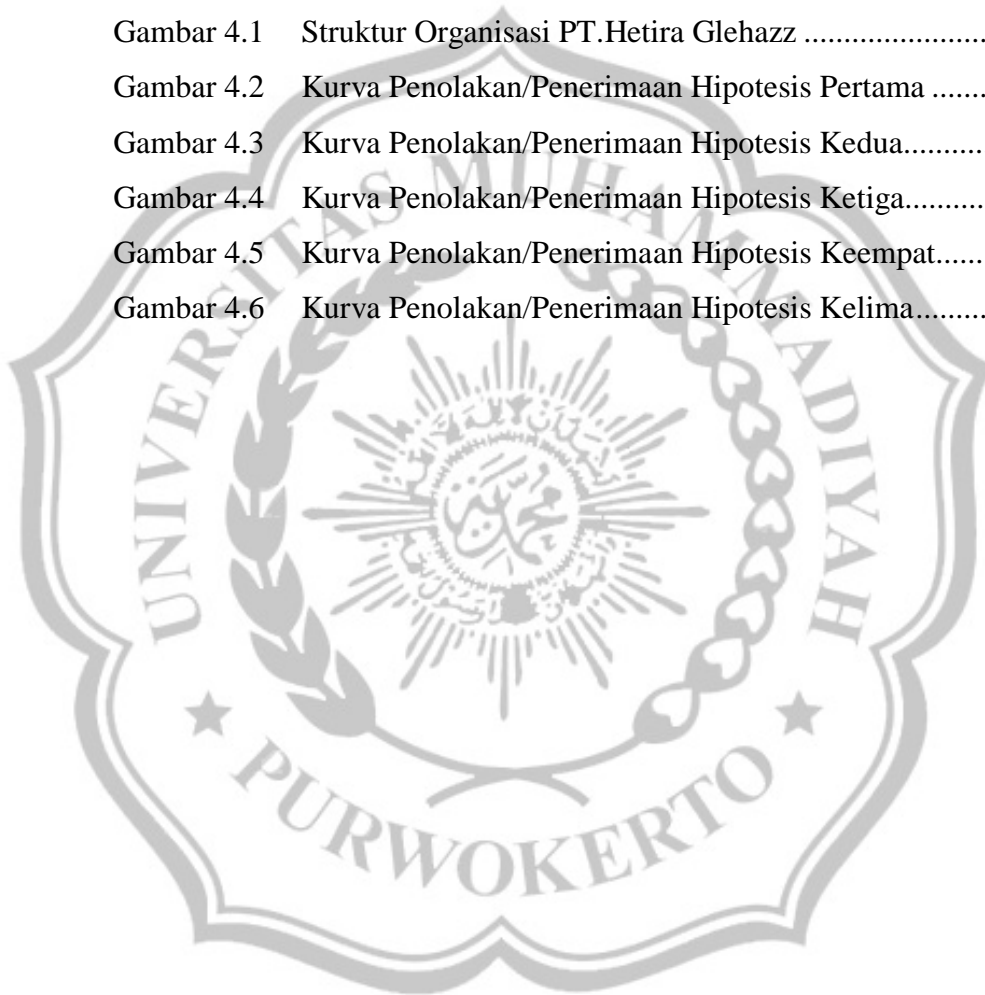 Gambar 4.1 Struktur Organisasi PT.Hetira Glehazz .......................
Gambar 4.2 Kurva Penolakan/Penerimaan Hipotesis Pertama .......
Gambar 4.3 Kurva Penolakan/Penerimaan Hipotesis Kedua..........
Gambar 4.4 Kurva Penolakan/Penerimaan Hipotesis Ketiga..........
Gambar 4.5 Kurva Penolakan/Penerimaan Hipotesis Keempat......
Gambar 4.6 Kurva Penolakan/Penerimaan Hipotesis Kelima.........
UNIVERSITAS MUHAMMADIYAH
PURWOKERTO